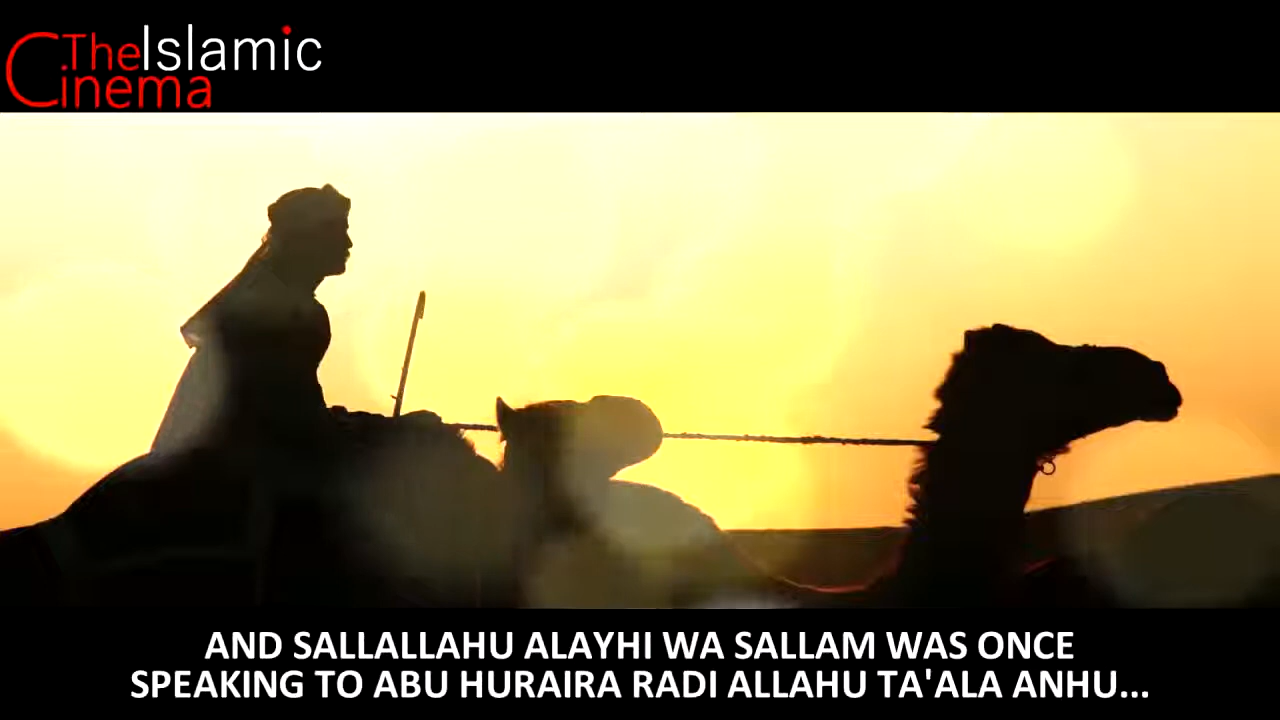 TheIslamic
Cinema
AND SALLALLAHU ALAYHI WA SALLAM WAS ONCE
SPEAKING TO ABU HURAIRA RADI ALLAHU TA'ALA ANHU...